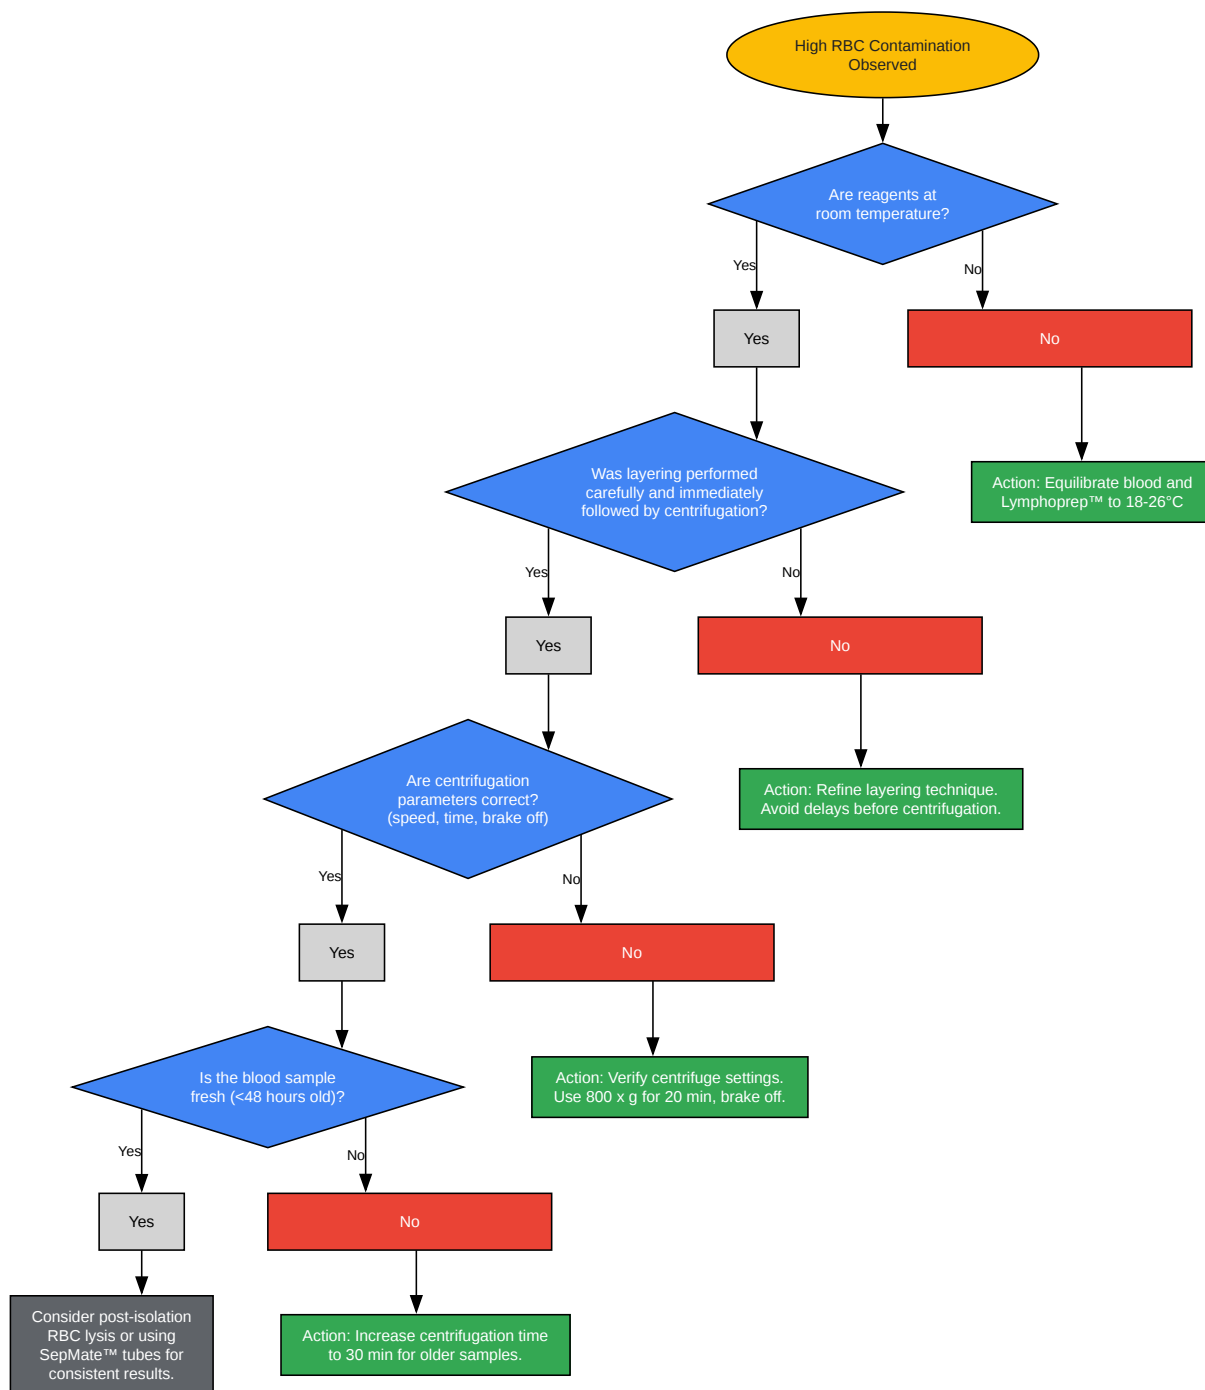 High RBC Contamination
Observed
Are reagents at
room temperature?
Yes
No
Yes
No
Was layering performed
carefully and immediately
followed by centrifugation?
Action: Equilibrate blood and
Lymphoprep™ to 18-26°C
Yes
No
Yes
No
Are centrifugation
parameters correct?
(speed, time, brake off)
Action: Refine layering technique.
Avoid delays before centrifugation.
Yes
No
Yes
No
Is the blood sample
fresh (<48 hours old)?
Action: Verify centrifuge settings.
Use 800 x g for 20 min, brake off.
Yes
No
Yes
No
Consider post-isolation
RBC lysis or using
SepMate™ tubes for
consistent results.
Action: Increase centrifugation time
to 30 min for older samples.